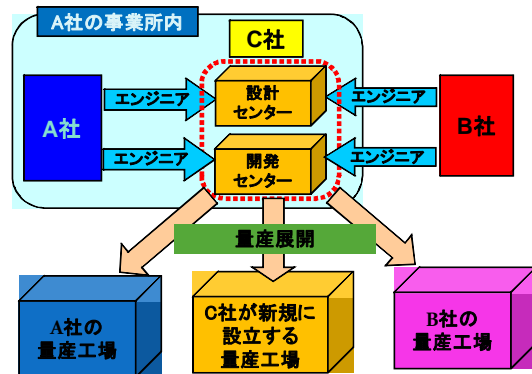 A社の事業所内
C社
設計
センター
エンジニア
エンジニア
A社
B社
エンジニア
エンジニア
開発
センター
量産展開
A社の
量産工場
C社が新規に
設立する
量産工場
B社の
量産工場